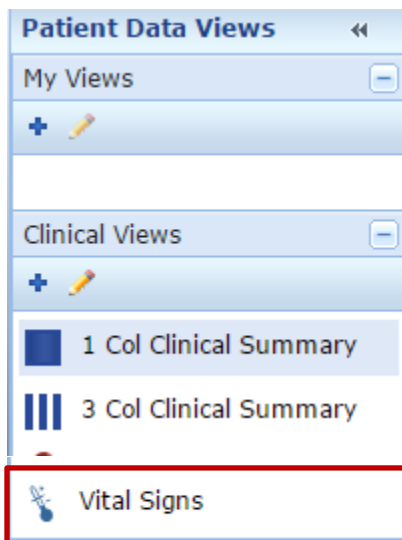 Patient Data Views
My Views
Clinical Views
1 Col Clinical Summary
3 Col Clinical Summary
Vital Signs